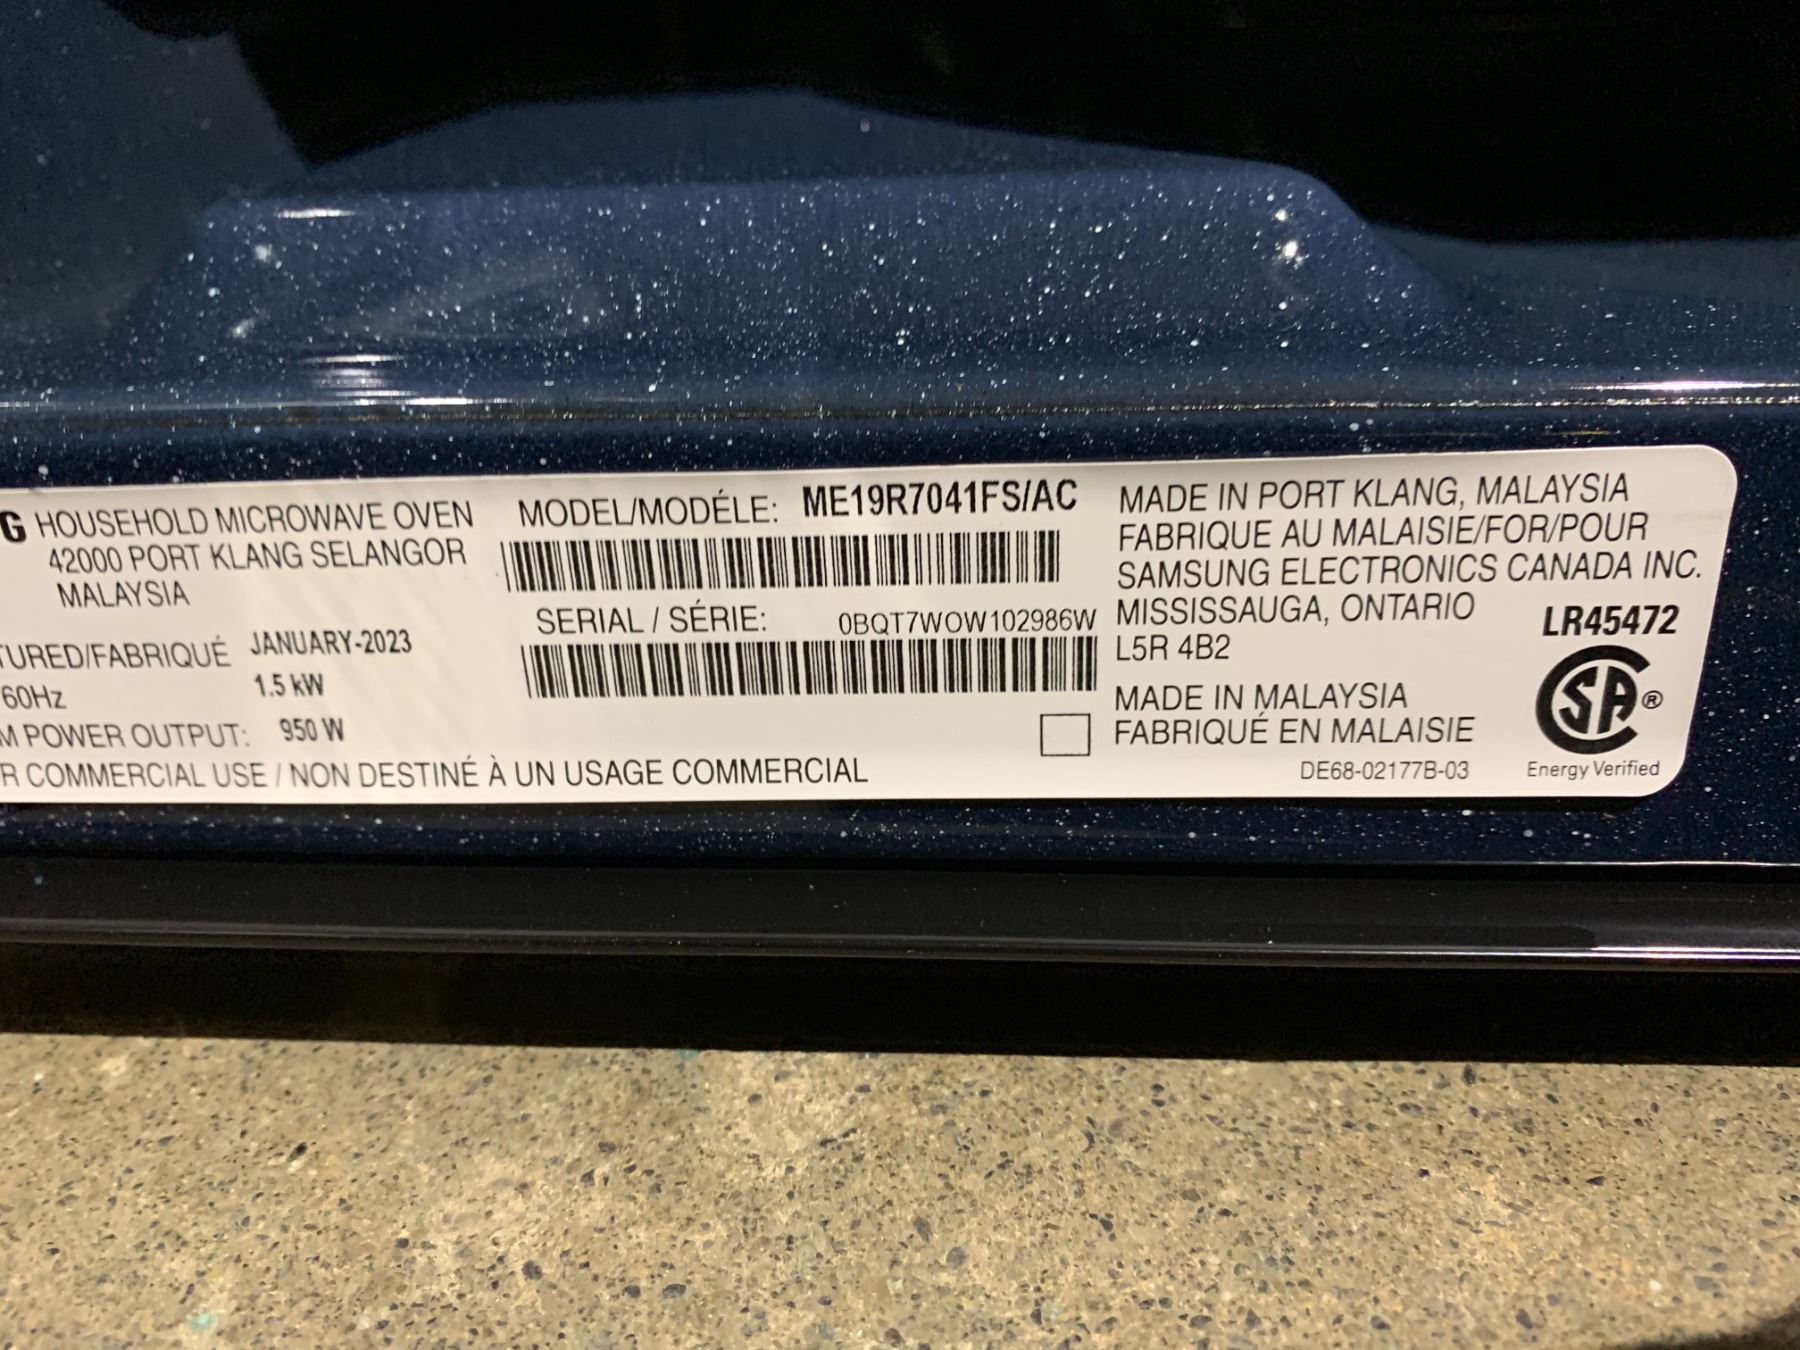 G HOUSEHOLD MICROWAVE OVEN
42000 PORT KLANG SELANGOR
MALAYSIA
TURED/FABRIQUÉ JANUARY-2023
60Hz 1.5 kW
M POWER OUTPUT: 950 W
R COMMERCIAL USE / NON DESTINÉ À UN USAGE COMMERCIAL
MODEL/MODÉLE: ME19R7041FS/AC
SERIAL / SÉRIE: 0BQT7WOW102986W
MADE IN PORT KLANG, MALAYSIA
FABRIQUE AU MALAISIE/FOR/POUR
SAMSUNG ELECTRONICS CANADA INC.
MISSISSAUGA, ONTARIO
L5R 4B2
MADE IN MALAYSIA
FABRIQUÉ EN MALAISIE
DE68-02177B-03
LR45472
SA ®
Energy Verified